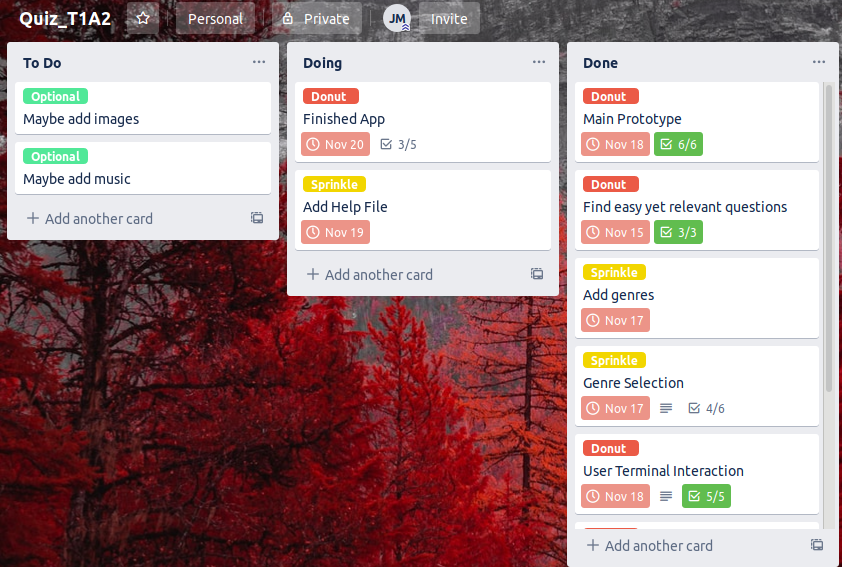 Quiz_T1A2
Personal
Private
JM
Invite
To Do
Optional
Maybe add images
Optional
Maybe add music
Add another card
Doing
Donut
Finished App
Nov 20
3/5
Sprinkle
Add Help File
Nov 19
Add another card
Done
Donut
Main Prototype
Nov 18
6/6
Donut
Find easy yet relevant questions
Nov 15
3/3
Sprinkle
Add genres
Nov 17
Sprinkle
Genre Selection
Nov 17
4/6
Donut
User Terminal Interaction
Nov 18
5/5
Add another card